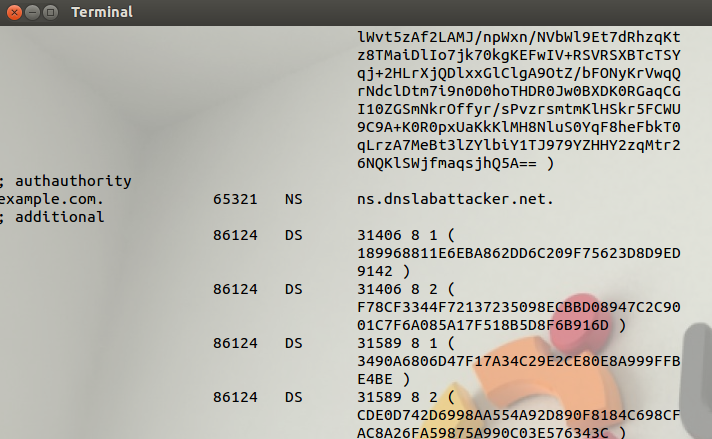 Terminal
lWvt5zAf2LAMJ/npWxn/NVbWl9Et7dRhzqKt
z8TMaiDlIo7jk70kgKEFwIV+RSVRSXBTcTSY
qj+2HLrXjQDlxxGlClgA9OtZ/bFONyKrVwqQ
rNdclDtm7i9n0D0hoTHDR0Jw0BXDK0RGaqCG
I10ZGSmNkrOffyr/sPvzrsmtmKlHSkr5FCWU
9C9A+K0R0pxUaKkKlMH8NluS0YqF8heFbkT0
qLrzA7MeBt3lZYlbiY1TJ979YZHHY2zqMtr2
6NQKlSWjfmaqsjhQ5A== )
; authauthority
example.com. 65321 NS ns.dnslabattacker.net.
; additional
86124 DS 31406 8 1 (
189968811E6EBA862DD6C209F75623D8D9ED
9142 )
86124 DS 31406 8 2 (
F78CF3344F72137235098ECBBD08947C2C90
01C7F6A085A17F518B5D8F6B916D )
86124 DS 31589 8 1 (
3490A6806D47F17A34C29E2CE80E8A999FFB
E4BE )
86124 DS 31589 8 2 (
CDE0D742D6998AA554A92D890F8184C698CF
AC8A26FA59875A990C03E576343C )